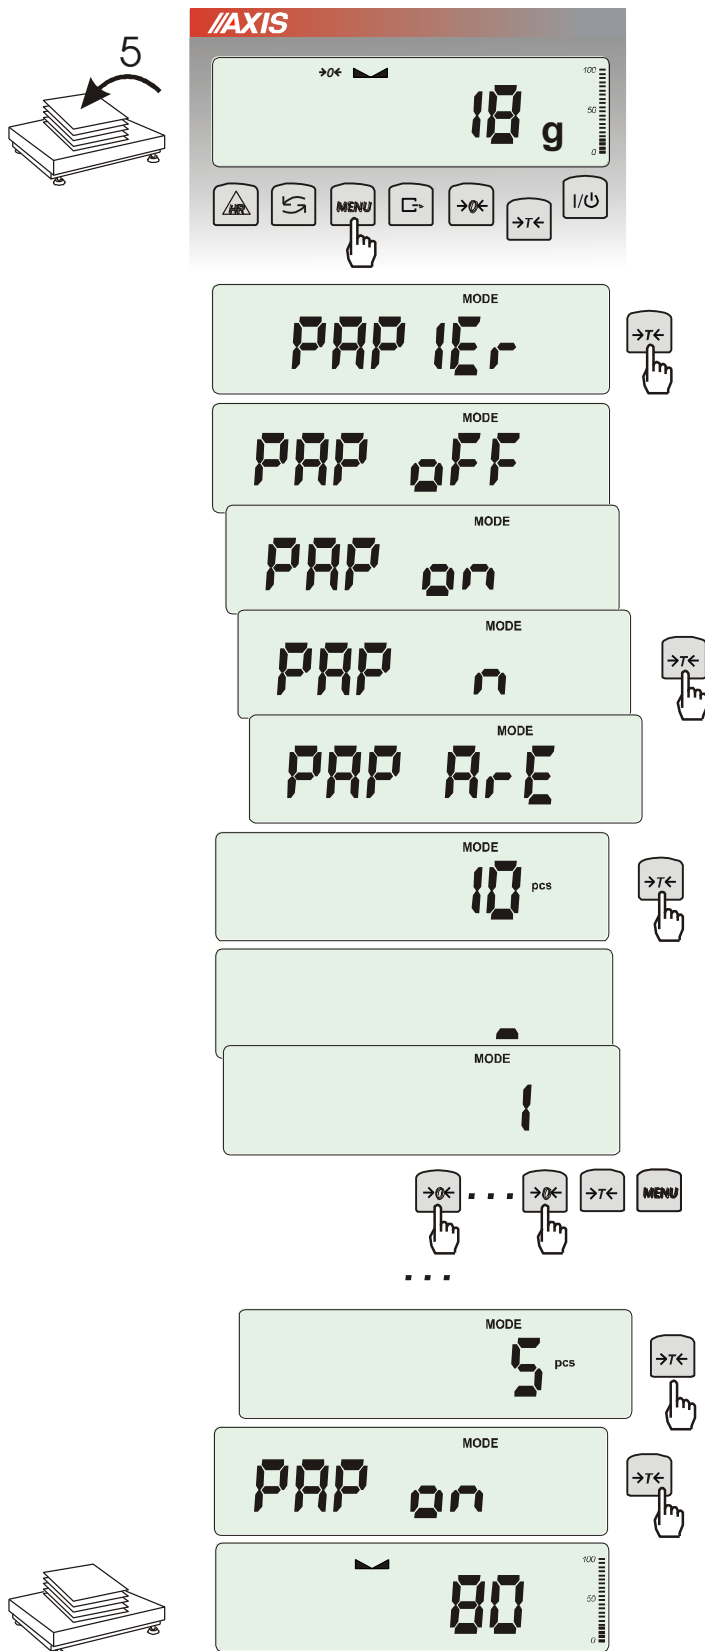 //AXIS
5
→0← 100
50
0
18 g
HR MENU →0← →T← I/⏻
MODE
PAPIEr
→T←
MODE
PAP oFF
MODE
PAP on
MODE
PAP n
→T←
MODE
PAP ArE
MODE
10 pcs
→T←
MODE
1
→0← ... →0← →T← MENU
...
MODE
5 pcs
→T←
MODE
PAP on
→T←
100
50
0
80